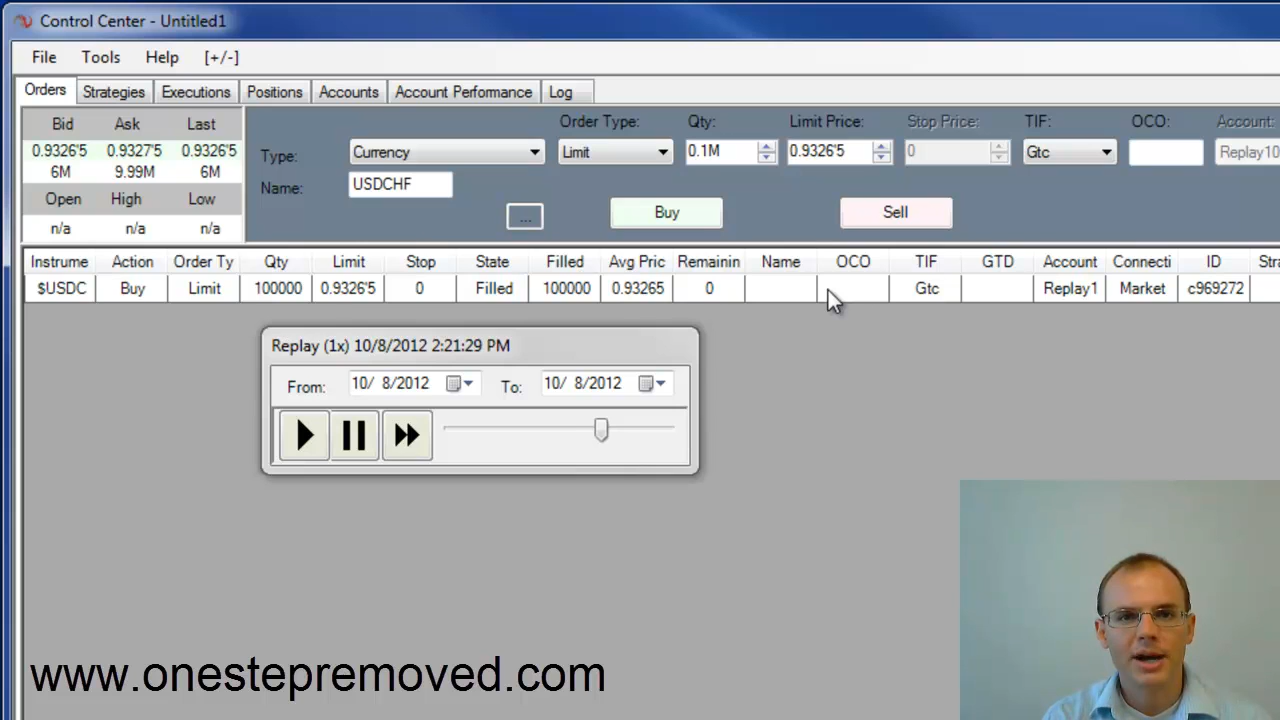 Control Center - Untitled1
File Tools Help [+/-]
Orders Strategies Executions Positions Accounts Account Performance Log
Bid Ask Last
0.9326'5 0.9327'5 0.9326'5
6M 9.99M 6M
Open High Low
n/a n/a n/a
Order Type: Qty: Limit Price: Stop Price: TIF: OCO: Account:
Type: Currency Limit 0.1M 0.9326'5 0 Gtc Replay10
Name: USDCHF
... Buy Sell
Instrume Action Order Ty Qty Limit Stop State Filled Avg Pric Remainin Name OCO TIF GTD Account Connecti ID Stra
$USDC Buy Limit 100000 0.9326'5 0 Filled 100000 0.93265 0 Gtc Replay1 Market c969272
Replay (1x) 10/8/2012 2:21:29 PM
From: 10/ 8/2012 To: 10/ 8/2012
www.onestepremoved.com